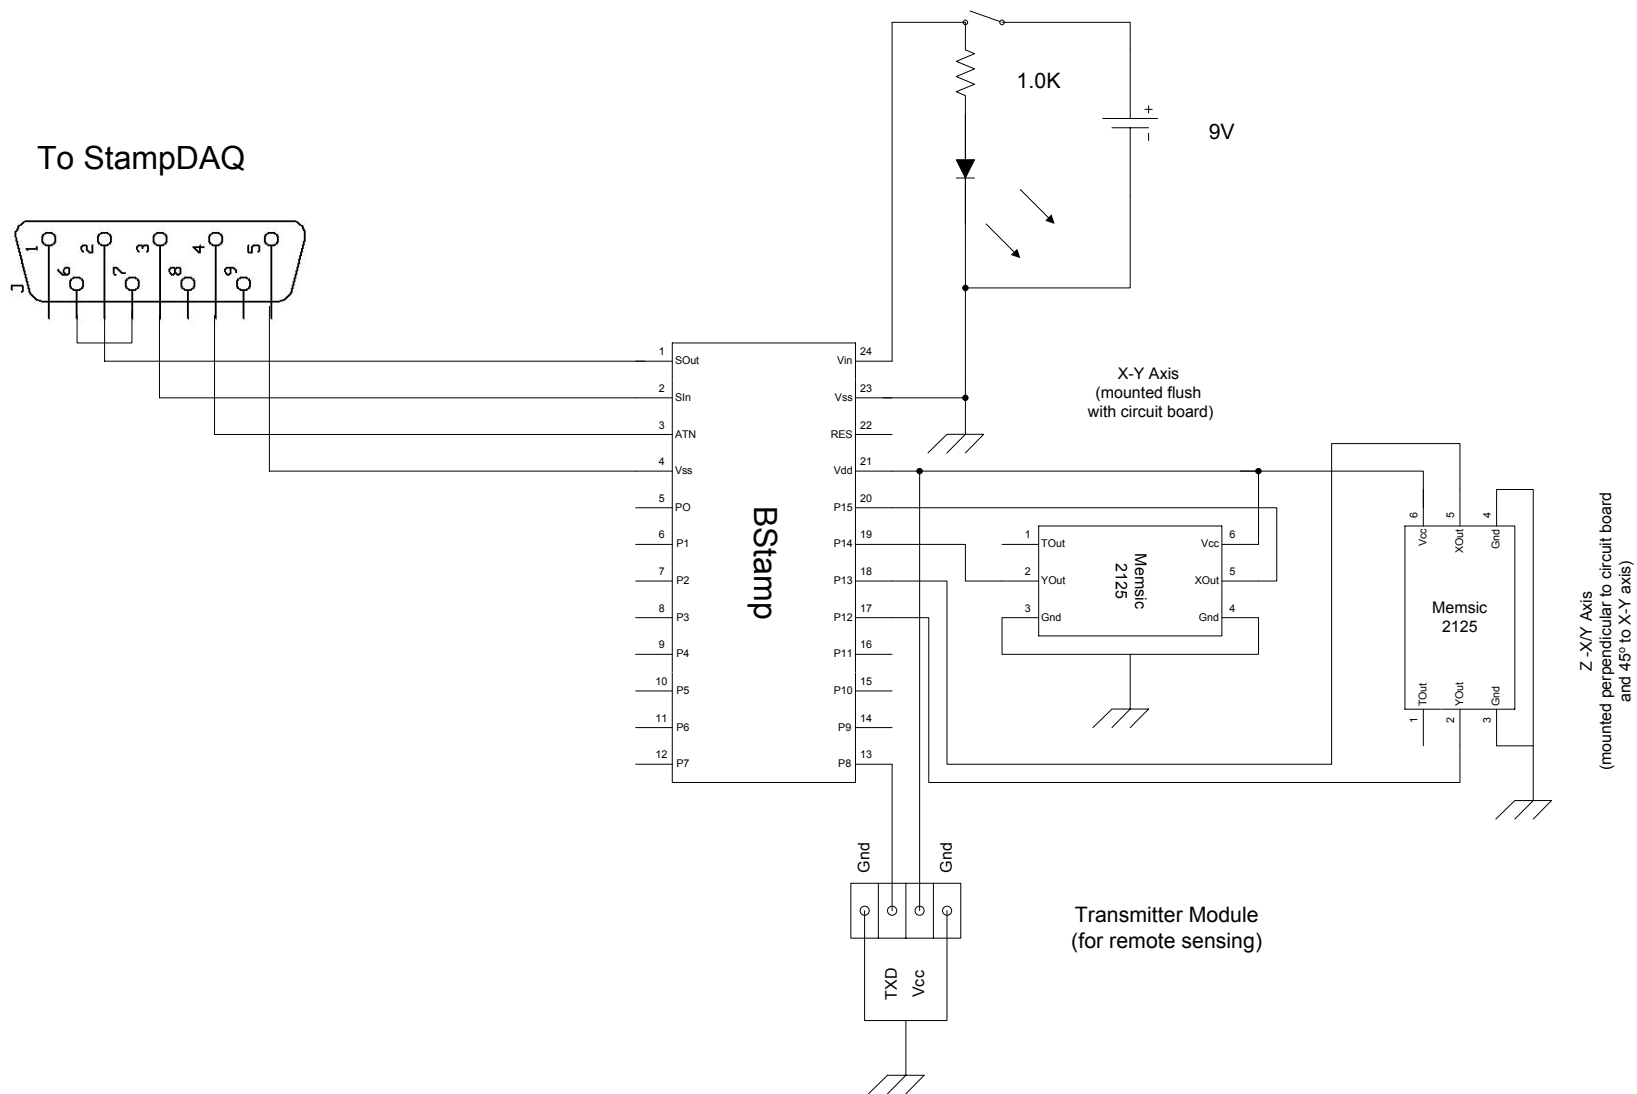 1.0K
+
−
9V
To StampDAQ
1
2
3
4
5
6
7
8
9
J
BStamp
1 SOut
2 SIn
3 ATN
4 Vss
5 PO
6 P1
7 P2
8 P3
9 P4
10 P5
11 P6
12 P7
Vin 24
Vss 23
RES 22
Vdd 21
P15 20
P14 19
P13 18
P12 17
P11 16
P10 15
P9 14
P8 13
X-Y Axis
(mounted flush
with circuit board)
1 TOut
2 YOut
3 Gnd
Memsic
2125
Vcc 6
XOut 5
Gnd 4
6 Vcc
5 XOut
4 Gnd
Memsic
2125
TOut 1
YOut 2
Gnd 3
Z -X/Y Axis
(mounted perpendicular to circuit board
and 45º to X-Y axis)
Gnd
Gnd
TXD
Vcc
Transmitter Module
(for remote sensing)